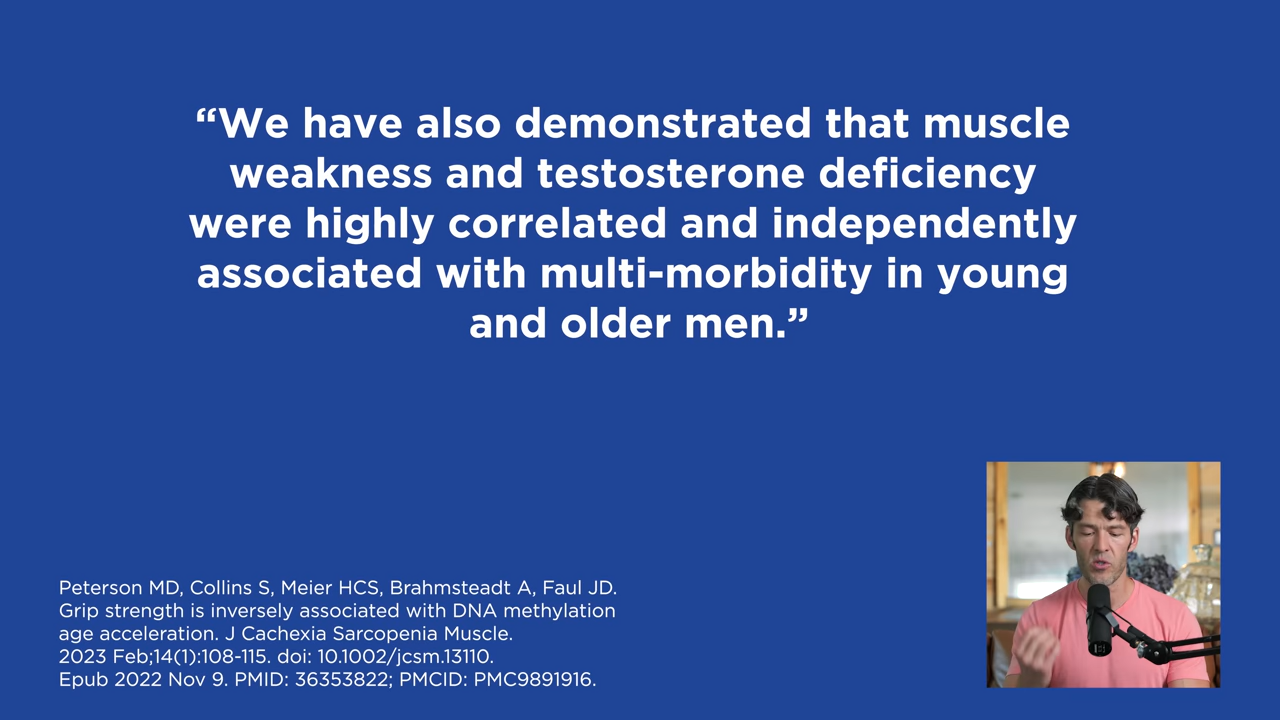 “We have also demonstrated that muscle
weakness and testosterone deficiency
were highly correlated and independently
associated with multi-morbidity in young
and older men.”
Peterson MD, Collins S, Meier HCS, Brahmsteadt A, Faul JD.
Grip strength is inversely associated with DNA methylation
age acceleration. J Cachexia Sarcopenia Muscle.
2023 Feb;14(1):108-115. doi: 10.1002/jcsm.13110.
Epub 2022 Nov 9. PMID: 36353822; PMCID: PMC9891916.